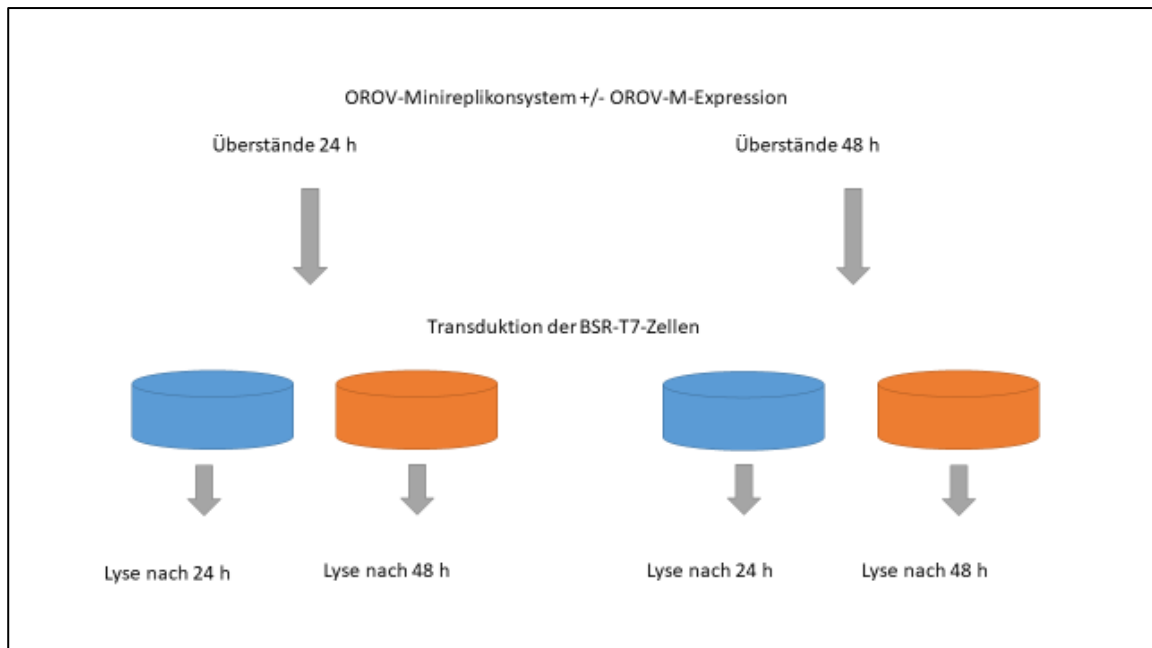 OROV-Minireplikonsystem +/- OROV-M-Expression
Überstände 24 h
Überstände 48 h
Transduktion der BSR-T7-Zellen
Lyse nach 24 h
Lyse nach 48 h
Lyse nach 24 h
Lyse nach 48 h